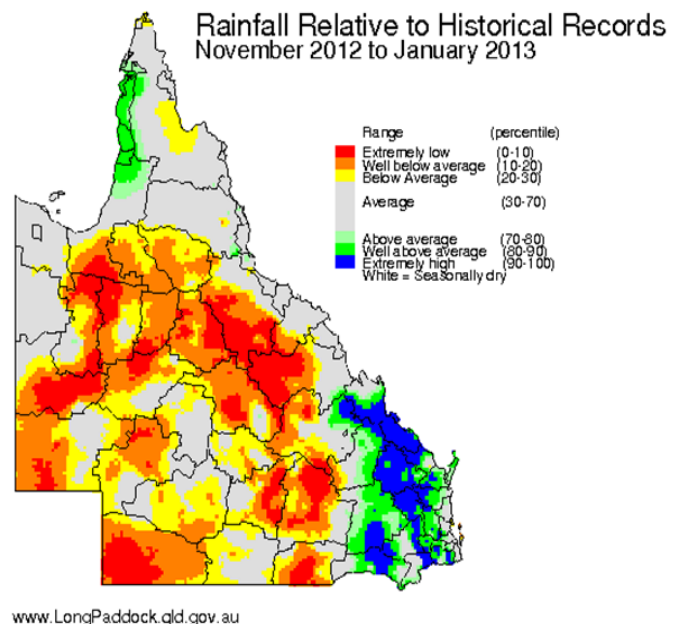 Rainfall Relative to Historical Records
November 2012 to January 2013
Range (percentile)
Extremely low (0-10)
Well below average (10-20)
Below Average (20-30)
Average (30-70)
Above average (70-80)
Well above average (80-90)
Extremely high (90-100)
White = Seasonally dry
www.LongPaddock.qld.gov.au